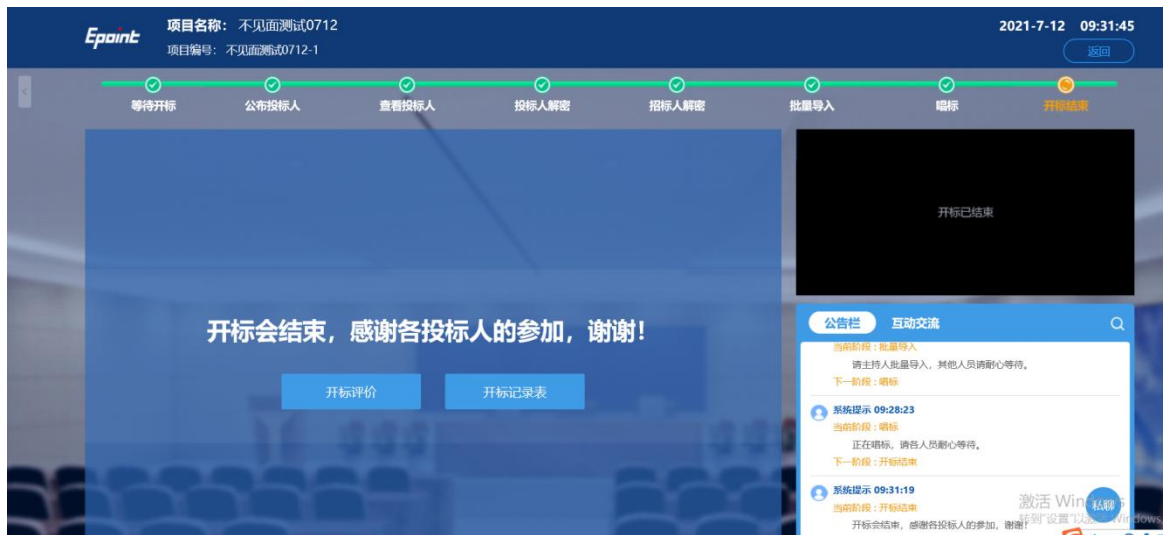 Epoint
项目名称: 不见面测试0712
项目编号: 不见面测试0712-1
2021-7-12 09:31:45
返回
等待开标 公布投标人 查看投标人 投标人解密 招标人解密 批量导入 唱标 开标结束
开标会结束，感谢各投标人的参加，谢谢!
开标评价 开标记录表
开标已结束
公告栏 互动交流
当前阶段 : 批量导入
请主持人批量导入，其他人员请耐心等待。
下一阶段 : 唱标
系统提示 09:28:23
当前阶段 : 唱标
正在唱标，请各人员耐心等待。
下一阶段 : 开标结束
系统提示 09:31:19
当前阶段 : 开标结束
开标会结束，感谢各投标人的参加，谢谢!
私聊
激活 Windows